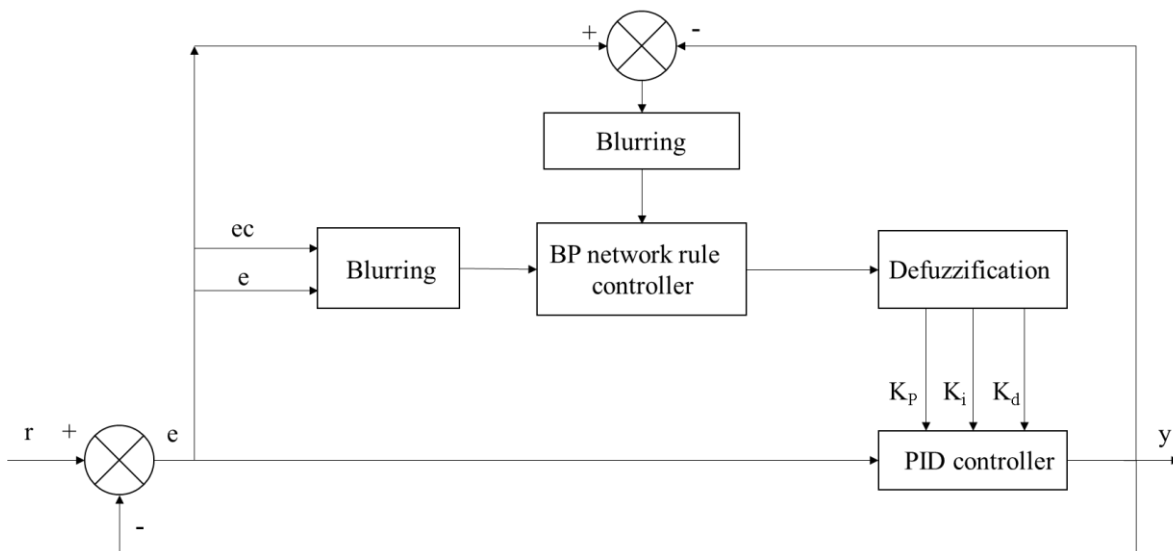 +
-
Blurring
ec
e
Blurring
BP network rule
controller
Defuzzification
K_P K_i K_d
r + e
PID controller
y
-